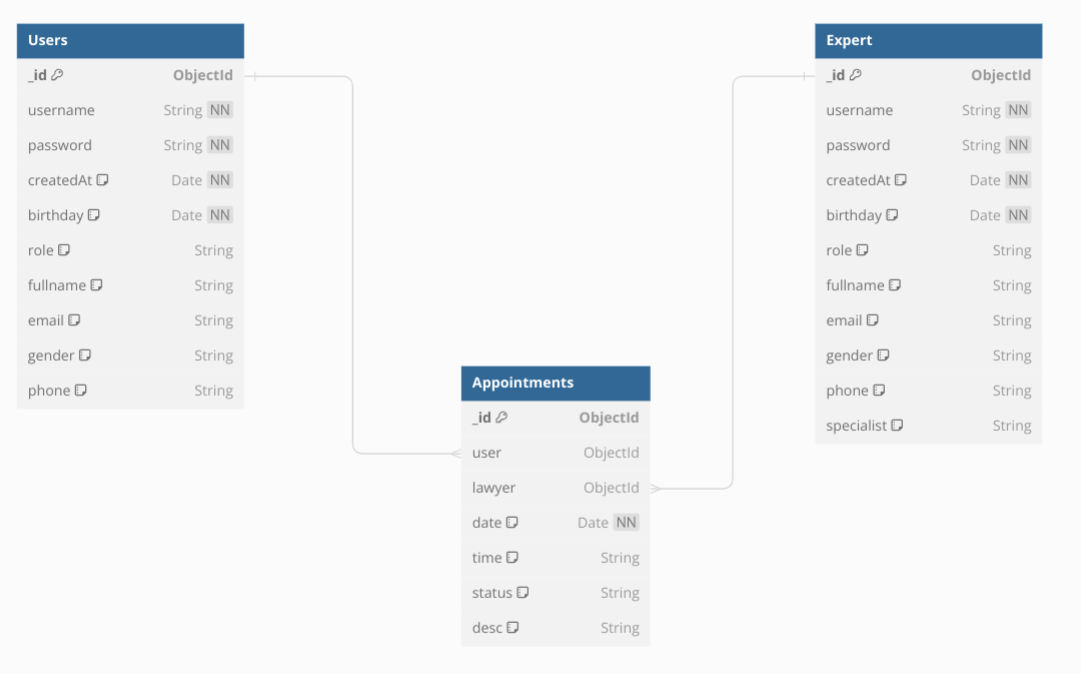 Users
_id ObjectId
username String NN
password String NN
createdAt Date NN
birthday Date NN
role String
fullname String
email String
gender String
phone String
Expert
_id ObjectId
username String NN
password String NN
createdAt Date NN
birthday Date NN
role String
fullname String
email String
gender String
phone String
specialist String
Appointments
_id ObjectId
user ObjectId
lawyer ObjectId
date Date NN
time String
status String
desc String